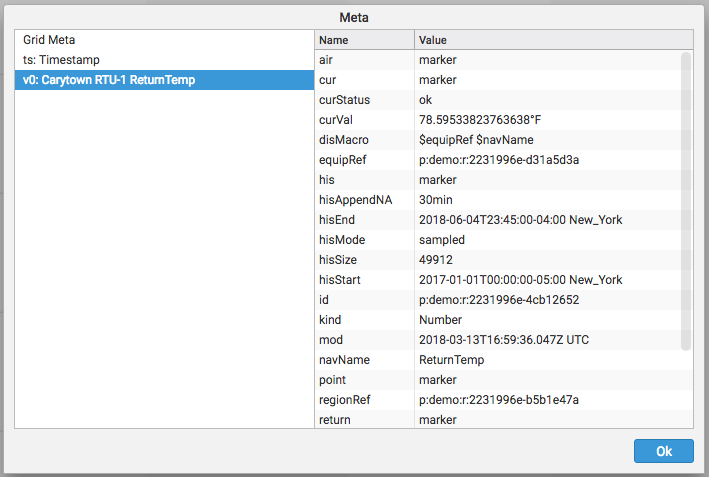 Meta
Grid Meta
ts: Timestamp
v0: Carytown RTU-1 ReturnTemp
Name Value
air marker
cur marker
curStatus ok
curVal 78.59533823763638°F
disMacro $equipRef $navName
equipRef p:demo:r:2231996e-d31a5d3a
his marker
hisAppendNA 30min
hisEnd 2018-06-04T23:45:00-04:00 New_York
hisMode sampled
hisSize 49912
hisStart 2017-01-01T00:00:00-05:00 New_York
id p:demo:r:2231996e-4cb12652
kind Number
mod 2018-03-13T16:59:36.047Z UTC
navName ReturnTemp
point marker
regionRef p:demo:r:2231996e-b5b1e47a
return marker
Ok